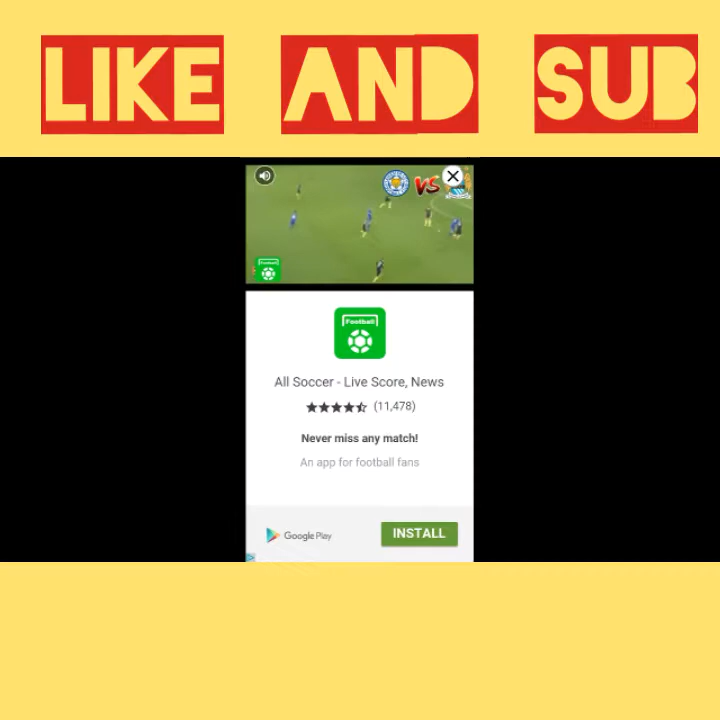 LIKE AND SUB
VS
Football
Football
All Soccer - Live Score, News
(11,478)
Never miss any match!
An app for football fans
Google Play
INSTALL